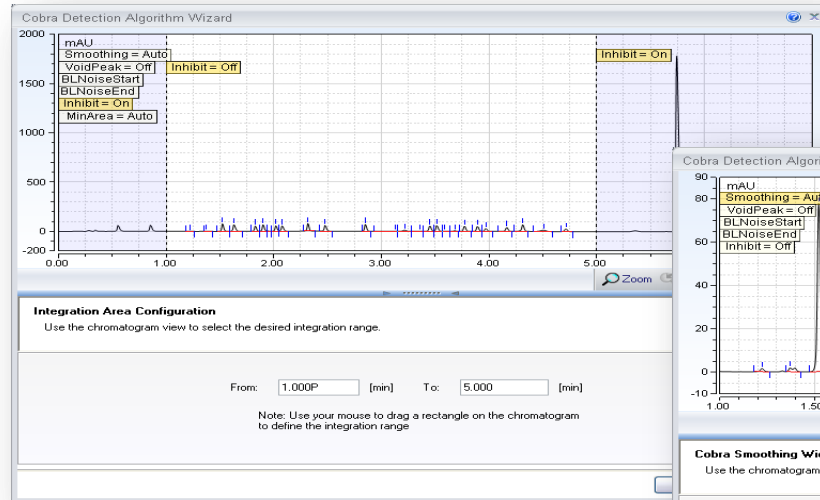 Cobra Detection Algorithm Wizard
2000
mAU
Smoothing = Auto
VoidPeak = Off
Inhibit = Off
Inhibit = On
BLNoiseStart
BLNoiseEnd
Inhibit = On
MinArea = Auto
1500
1000
500
0
-200
0.00
1.00
2.00
3.00
4.00
5.00
Zoom
Integration Area Configuration
Use the chromatogram view to select the desired integration range.
From: 1.000P [min] To: 5.000 [min]
Note: Use your mouse to drag a rectangle on the chromatogram
to define the integration range
Cobra Detection Algor
90
mAU
Smoothing = Au
VoidPeak = Off
BLNoiseStart
BLNoiseEnd
Inhibit = Off
80
60
40
20
0
-10
1.00
1.50
Cobra Smoothing Wi
Use the chromatogram